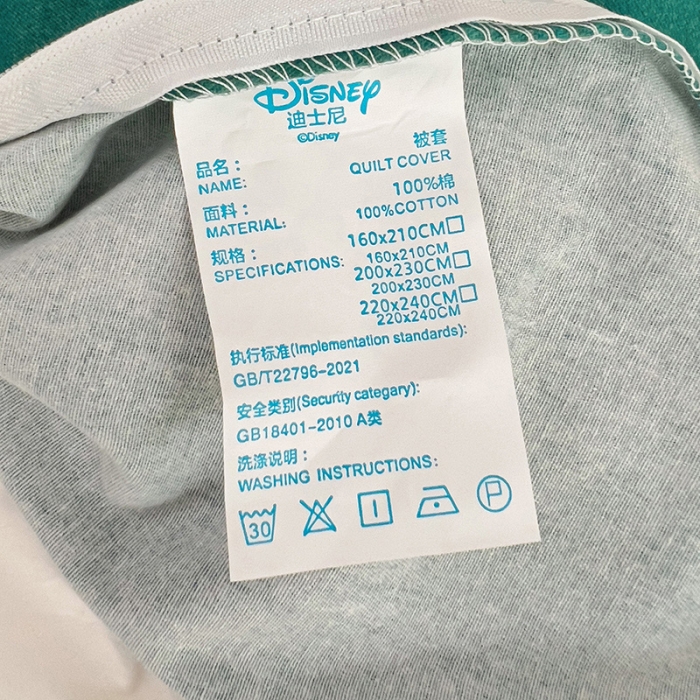 Disney
迪士尼
©Disney
品名： 被套
NAME: QUILT COVER
面料： 100%棉
MATERIAL: 100%COTTON
规格： 160x210CM□
SPECIFICATIONS: 160x210CM
200x230CM□
200x230CM
220x240CM□
220x240CM
执行标准(Implementation standards):
GB/T22796-2021
安全类别(Security categary):
GB18401-2010 A类
洗涤说明：
WASHING INSTRUCTIONS:
30 P